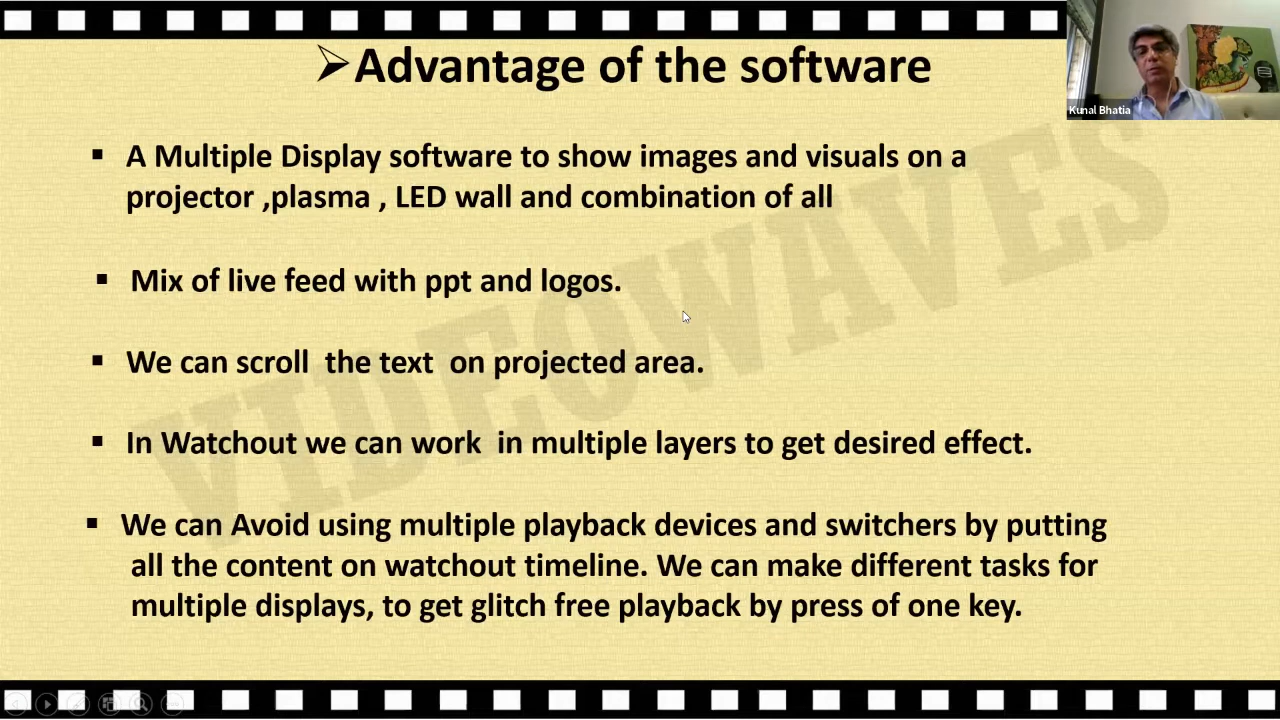 ➢Advantage of the software
Kunal Bhatia
▪ A Multiple Display software to show images and visuals on a
projector ,plasma , LED wall and combination of all
▪ Mix of live feed with ppt and logos.
▪ We can scroll the text on projected area.
▪ In Watchout we can work in multiple layers to get desired effect.
▪ We can Avoid using multiple playback devices and switchers by putting
all the content on watchout timeline. We can make different tasks for
multiple displays, to get glitch free playback by press of one key.
VIDEOWAVES